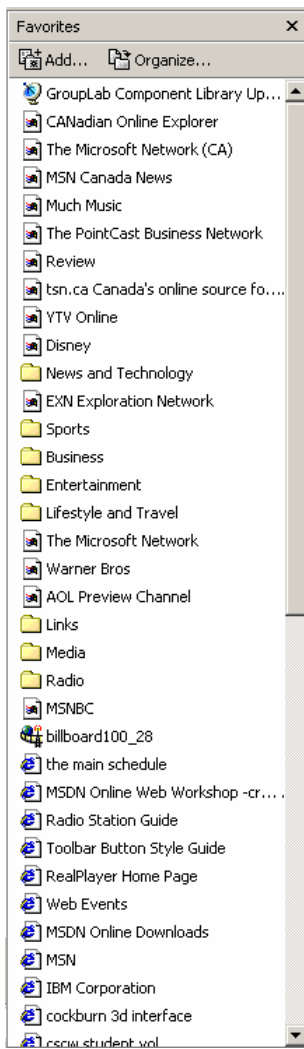 Favorites
Add... Organize...
GroupLab Component Library Up...
CANadian Online Explorer
The Microsoft Network (CA)
MSN Canada News
Much Music
The PointCast Business Network
Review
tsn.ca Canada's online source fo...
YTV Online
Disney
News and Technology
EXN Exploration Network
Sports
Business
Entertainment
Lifestyle and Travel
The Microsoft Network
Warner Bros
AOL Preview Channel
Links
Media
Radio
MSNBC
billboard100_28
the main schedule
MSDN Online Web Workshop -cr...
Radio Station Guide
Toolbar Button Style Guide
RealPlayer Home Page
Web Events
MSDN Online Downloads
MSN
IBM Corporation
cockburn 3d interface
cscw student vol